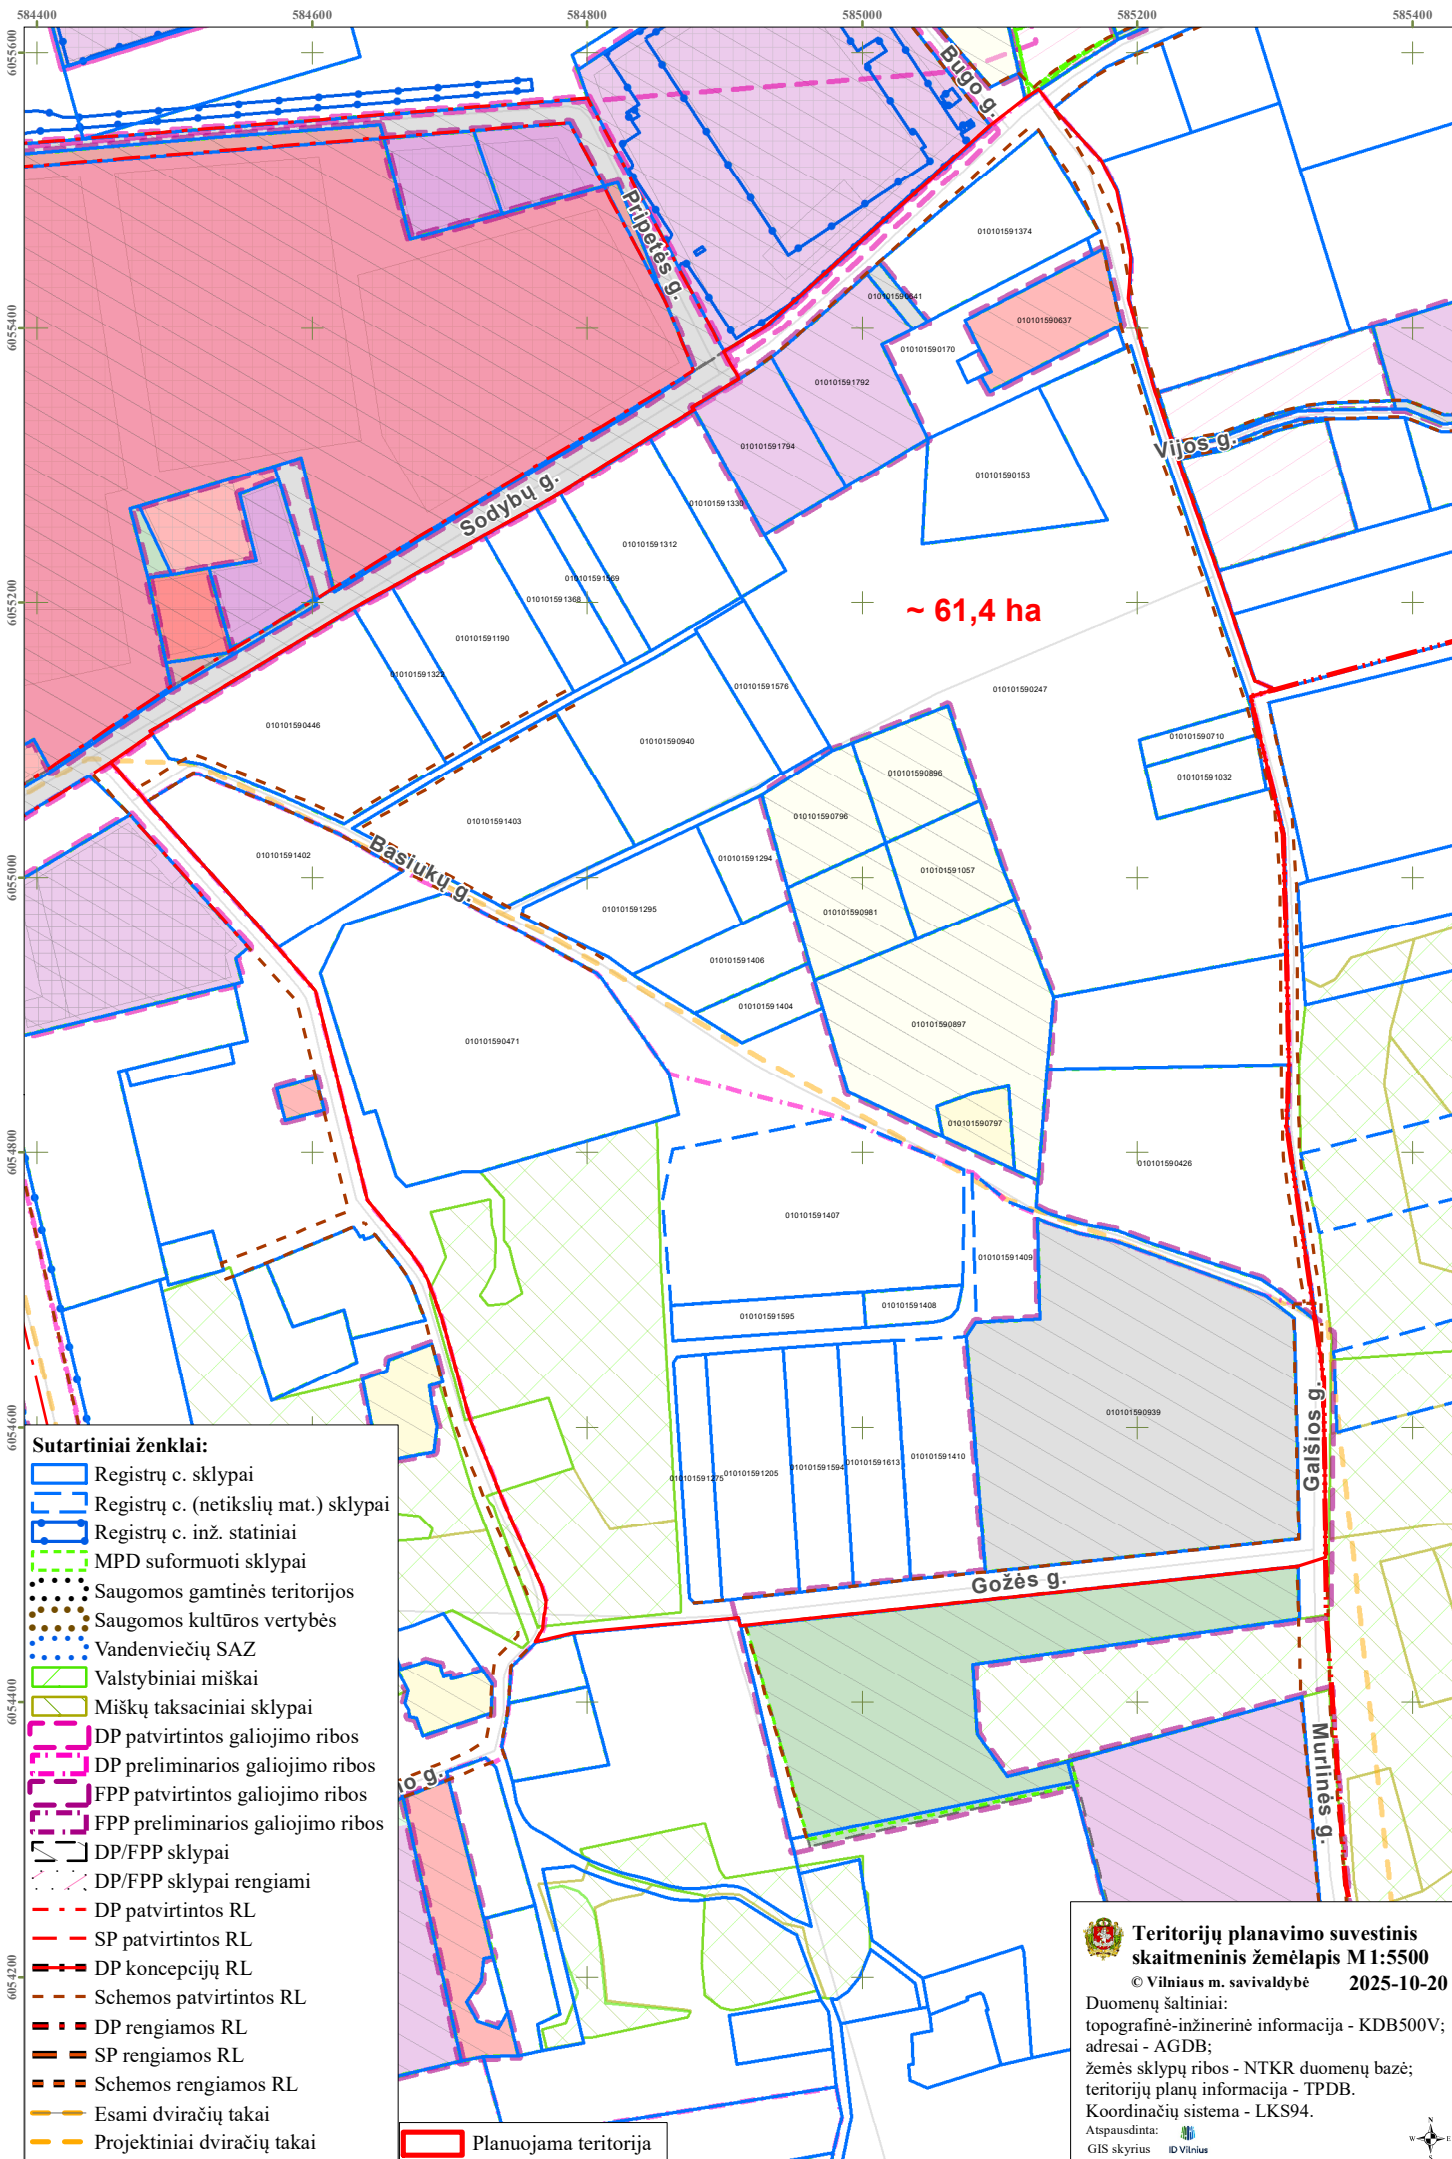 584400
584600
584800
585000
585200
585400
6055600
6055400
6055200
6055000
6054800
6054600
6054400
6054200
Bugo g.
Pripetės g.
Sodybų g.
Vijos g.
Basiukų g.
Galšios g.
Gožės g.
Murlinės g.
io g.
~ 61,4 ha
010101591374
010101590641
010101590637
010101590170
010101591792
010101591794
010101590153
010101591330
010101591312
010101591569
010101591368
010101591190
010101591322
010101590446
010101591576
010101590247
010101590940
010101590710
010101591032
010101590896
010101590796
010101591403
010101591402
010101591294
010101591057
010101591295
010101590981
010101591406
010101591404
010101590897
010101590471
010101590797
010101590426
010101591407
010101591409
010101591595
010101591408
010101590939
010101591275
010101591205
010101591594
010101591613
010101591410
Sutartiniai ženklai:
Registrų c. sklypai
Registrų c. (netikslių mat.) sklypai
Registrų c. inž. statiniai
MPD suformuoti sklypai
Saugomos gamtinės teritorijos
Saugomos kultūros vertybės
Vandenviečių SAZ
Valstybiniai miškai
Miškų taksaciniai sklypai
DP patvirtintos galiojimo ribos
DP preliminarios galiojimo ribos
FPP patvirtintos galiojimo ribos
FPP preliminarios galiojimo ribos
DP/FPP sklypai
DP/FPP sklypai rengiami
DP patvirtintos RL
SP patvirtintos RL
DP koncepcijų RL
Schemos patvirtintos RL
DP rengiamos RL
SP rengiamos RL
Schemos rengiamos RL
Esami dviračių takai
Projektiniai dviračių takai
Planuojama teritorija
Teritorijų planavimo suvestinis
skaitmeninis žemėlapis M 1:5500
© Vilniaus m. savivaldybė 2025-10-20
Duomenų šaltiniai:
topografinė-inžinerinė informacija - KDB500V;
adresai - AGDB;
žemės sklypų ribos - NTKR duomenų bazė;
teritorijų planų informacija - TPDB.
Koordinačių sistema - LKS94.
Atspausdinta:
GIS skyrius ID Vilnius
N
W E
S